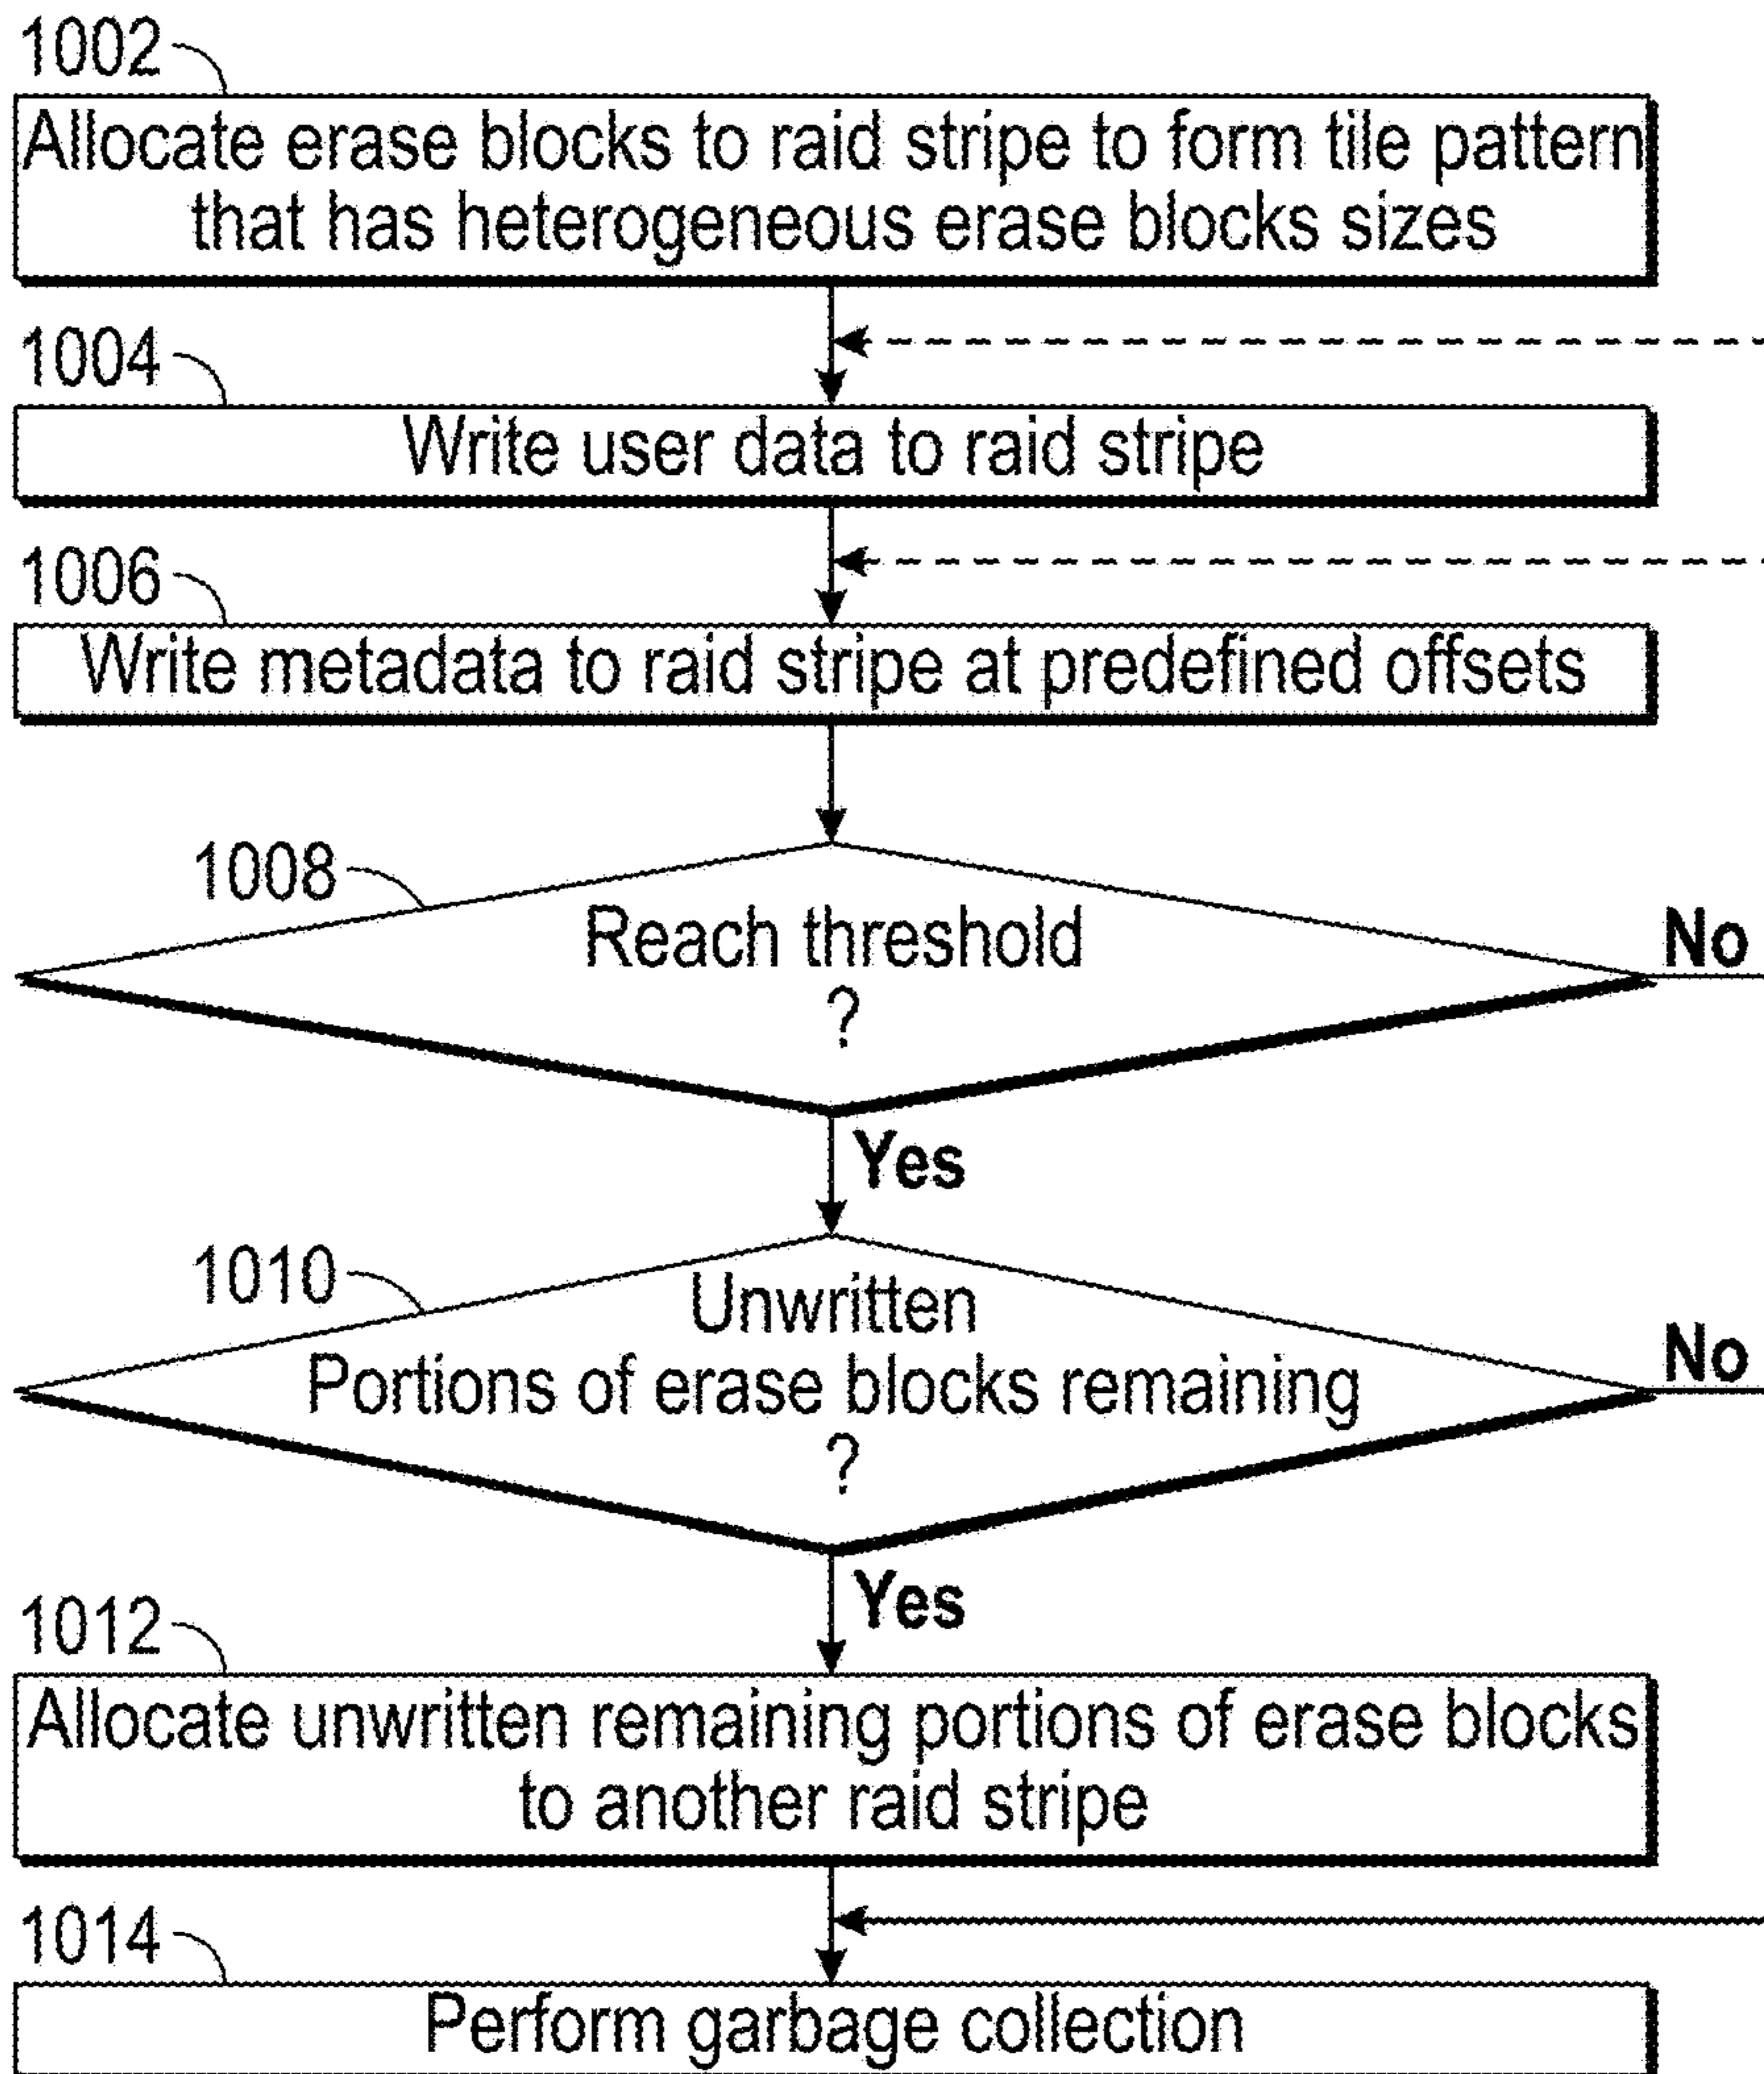 1002
Allocate erase blocks to raid stripe to form tile pattern
that has heterogeneous erase blocks sizes
1004
Write user data to raid stripe
1006
Write metadata to raid stripe at predefined offsets
1008
Reach threshold
?
No
Yes
1010
Unwritten
Portions of erase blocks remaining
?
No
Yes
1012
Allocate unwritten remaining portions of erase blocks
to another raid stripe
1014
Perform garbage collection